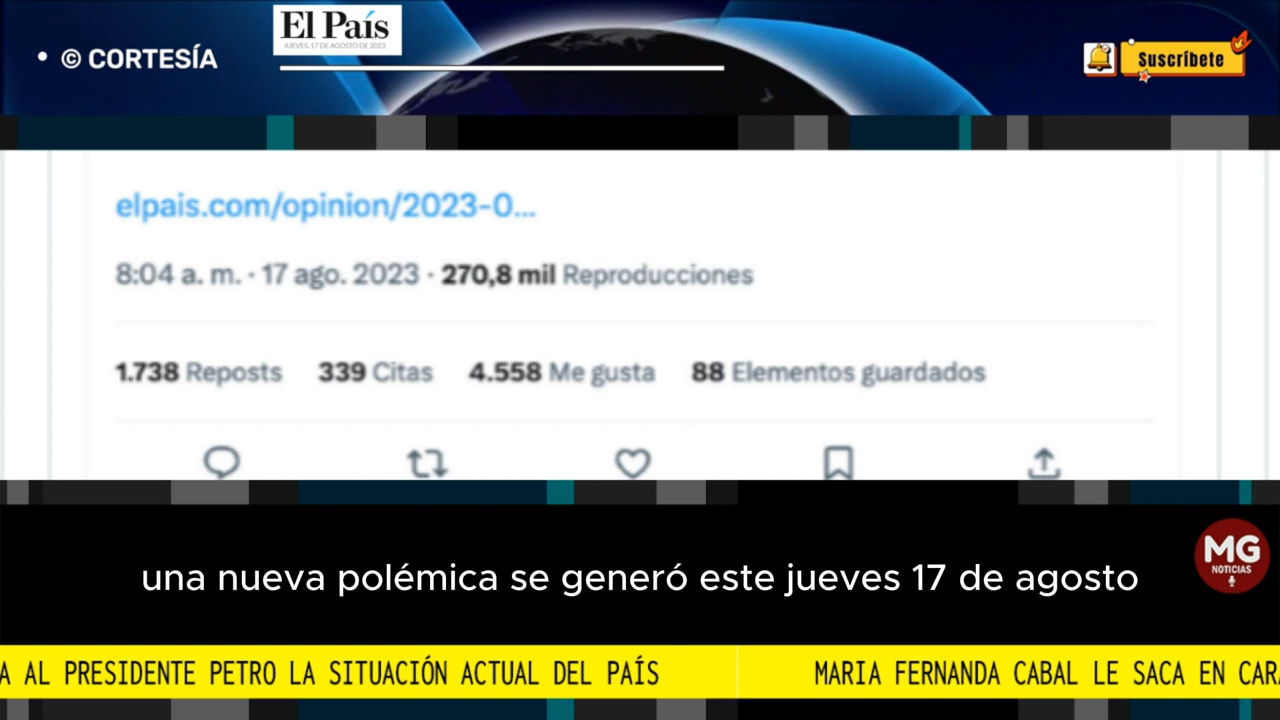 • © CORTESÍA
El País
JUEVES, 17 DE AGOSTO DE 2023
Suscríbete
elpais.com/opinion/2023-0...
8:04 a. m. · 17 ago. 2023 · 270,8 mil Reproducciones
1.738 Reposts 339 Citas 4.558 Me gusta 88 Elementos guardados
MG
NOTICIAS
una nueva polémica se generó este jueves 17 de agosto
A AL PRESIDENTE PETRO LA SITUACIÓN ACTUAL DEL PAÍS MARIA FERNANDA CABAL LE SACA EN CARA